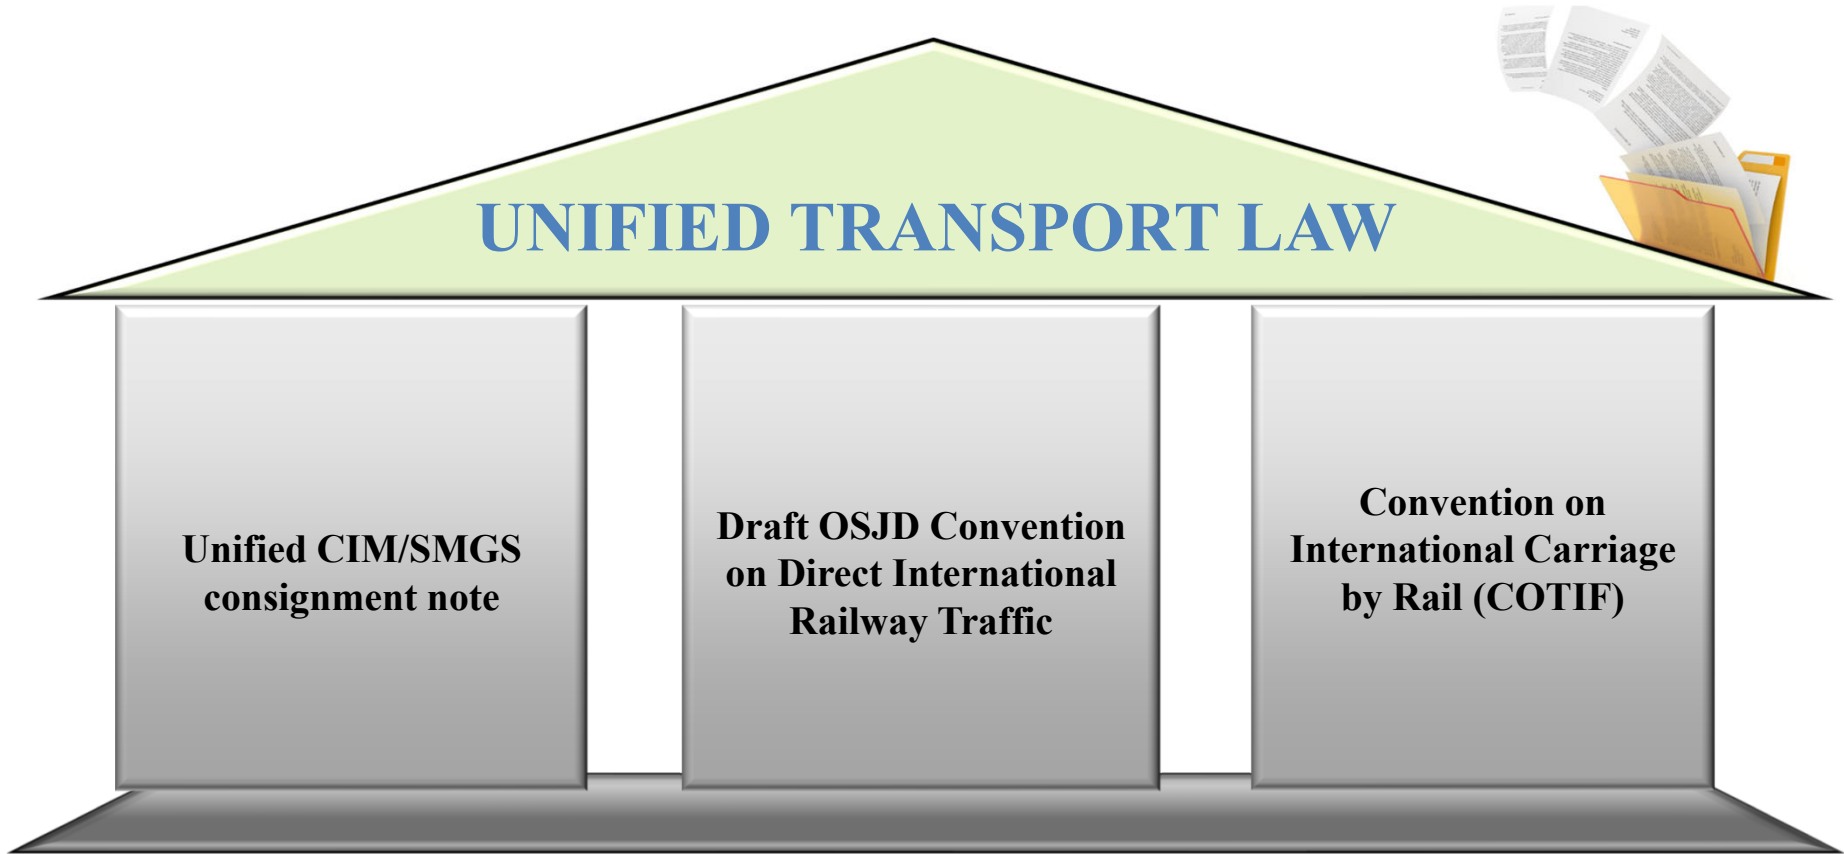 UNIFIED TRANSPORT LAW
Unified CIM/SMGS
consignment note
Draft OSJD Convention
on Direct International
Railway Traffic
Convention on
International Carriage
by Rail (COTIF)